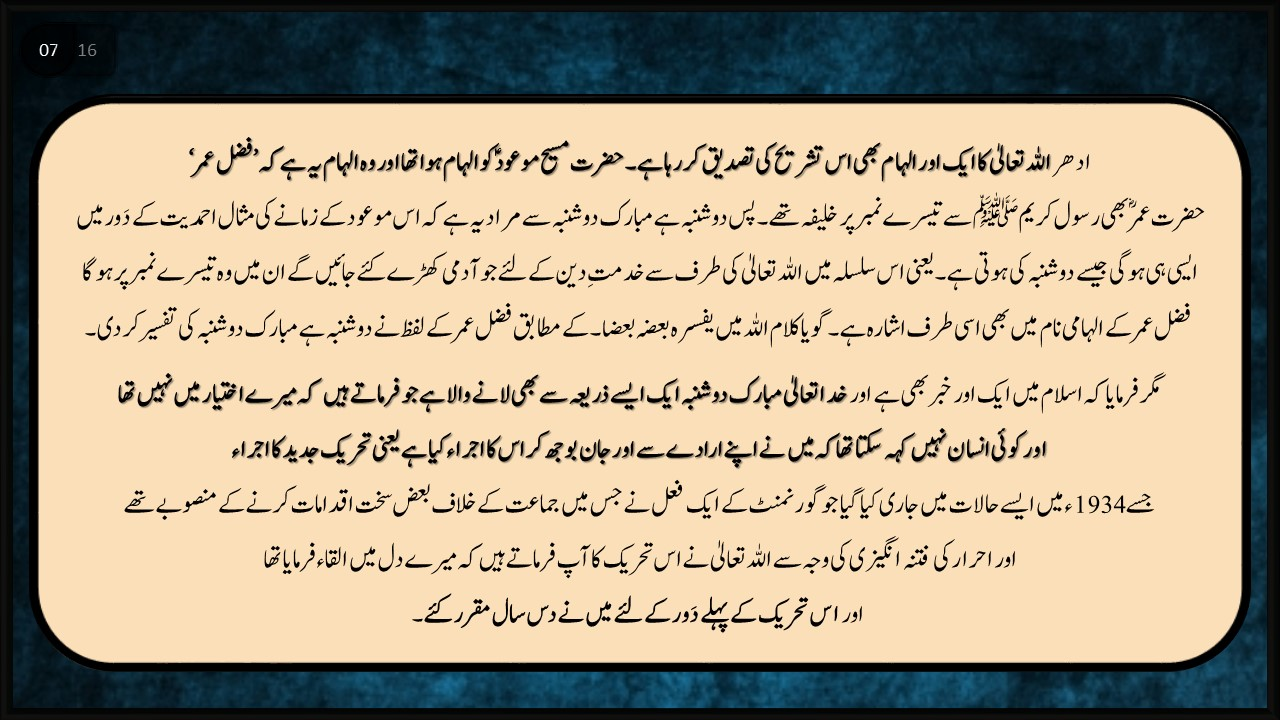 07 16
ادھر اللہ تعالیٰ کا ایک اور الہام بھی اس تشریح کی تصدیق کر رہا ہے۔ حضرت مسیح موعودؑ کو الہام ہوا تھا اور وہ الہام یہ ہے کہ ’فضل عمر‘
حضرت عمرؓ بھی رسول کریم ﷺ سے تیسرے نمبر پر خلیفہ تھے۔ پس دوشنبہ ہے مبارک دوشنبہ سے مراد یہ ہے کہ اس موعود کے زمانے کی مثال احمدیت کے دَور میں
ایسی ہی ہوگی جیسے دوشنبہ کی ہوتی ہے۔ یعنی اس سلسلہ میں اللہ تعالیٰ کی طرف سے خدمتِ دین کے لئے جو آدمی کھڑے کئے جائیں گے ان میں وہ تیسرے نمبر پر ہو گا
فضل عمر کے الہامی نام میں بھی اسی طرف اشارہ ہے۔ گویا کلام اللہ میں یفسرہ بعضہ بعضا۔ کے مطابق فضل عمر کے لفظ نے دوشنبہ ہے مبارک دوشنبہ کی تفسیر کر دی۔
مگر فرمایا کہ اسلام میں ایک اور خبر بھی ہے اور خدا تعالیٰ مبارک دوشنبہ ایک ایسے ذریعہ سے بھی لانے والا ہے جو فرماتے ہیں کہ میرے اختیار میں نہیں تھا
اور کوئی انسان نہیں کہہ سکتا تھا کہ میں نے اپنے ارادے سے اور جان بوجھ کر اس کا اجراء کیا ہے یعنی تحریک جدید کا اجراء
جسے 1934ء میں ایسے حالات میں جاری کیا گیا جو گورنمنٹ کے ایک فعل نے جس میں جماعت کے خلاف بعض سخت اقدامات کرنے کے منصوبے تھے
اور احرار کی فتنہ انگیزی کی وجہ سے اللہ تعالیٰ نے اس تحریک کا آپ فرماتے ہیں کہ میرے دل میں القاء فرمایا تھا
اور اس تحریک کے پہلے دَور کے لئے میں نے دس سال مقرر کئے۔